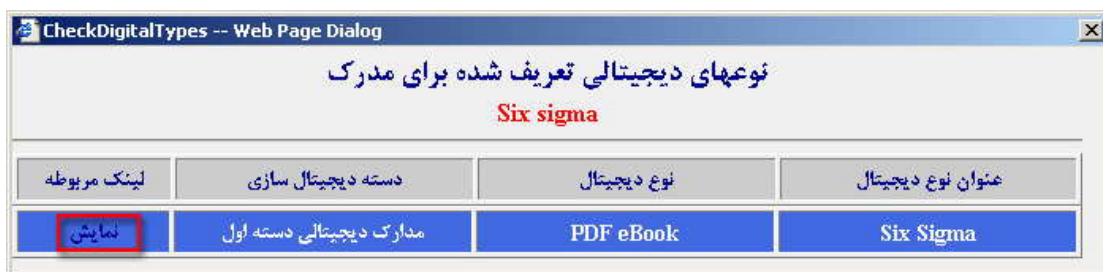 CheckDigitalTypes -- Web Page Dialog
نوعهای دیجیتالی تعریف شده برای مدرک
Six sigma
عنوان نوع دیجیتال نوع دیجیتال دسته دیجیتال سازی لینک مربوطه
Six Sigma PDF eBook مدارک دیجیتالی دسته اول نمایش